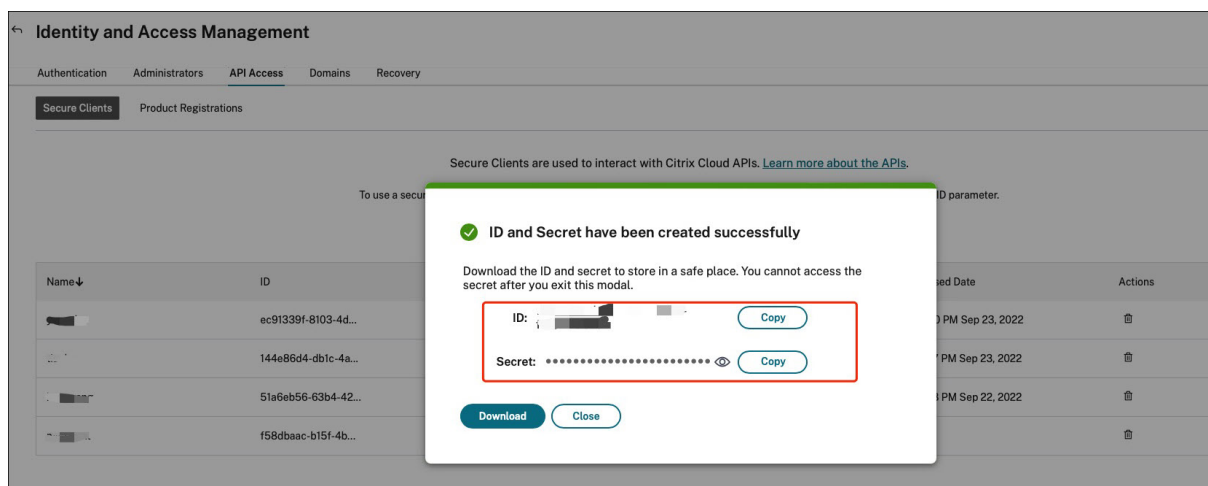 Identity and Access Management
Authentication Administrators API Access Domains Recovery
Secure Clients Product Registrations
Secure Clients are used to interact with Citrix Cloud APIs. Learn more about the APIs.
To use a secur ID parameter.
ID and Secret have been created successfully
Download the ID and secret to store in a safe place. You cannot access the
secret after you exit this modal.
ID: Copy
Secret: •••••••••••••••••••••••• Copy
Download Close
Name ID sed Date Actions
ec91339f-8103-4d... PM Sep 23, 2022
144e86d4-db1c-4a... PM Sep 23, 2022
51a6eb56-63b4-42... PM Sep 22, 2022
f58dbaac-b15f-4b...